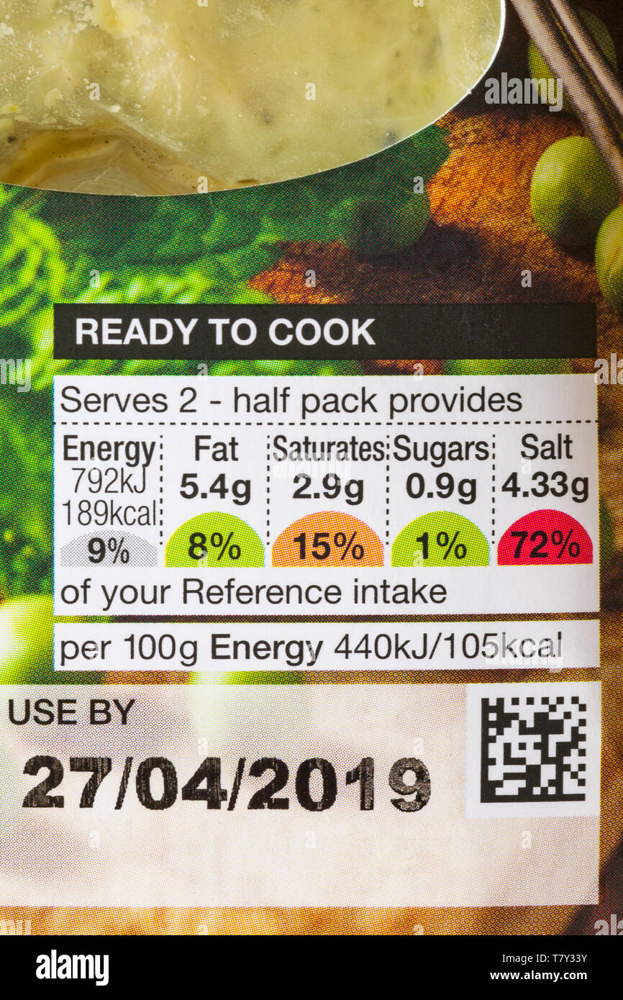 READY TO COOK
Serves 2 - half pack provides
Energy Fat Saturates Sugars Salt
792kJ 5.4g 2.9g 0.9g 4.33g
189kcal
9% 8% 15% 1% 72%
of your Reference intake
per 100g Energy 440kJ/105kcal
USE BY
27/04/2019
alamy
Image ID: T7Y33Y
www.alamy.com